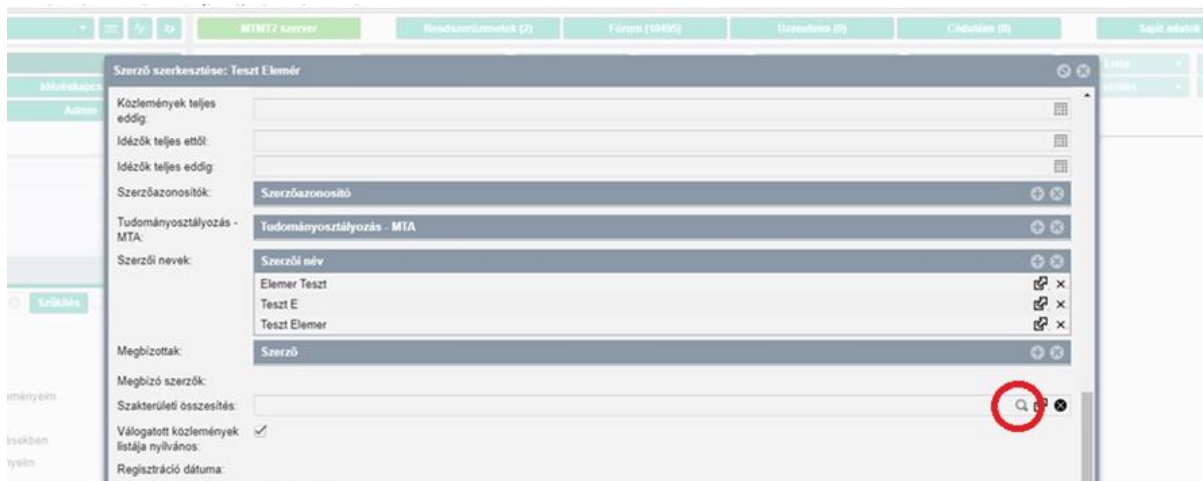 MTMT2 szerver
Rendszerüzenetek (2)
Fórum (10495)
Üzeneteim (0)
Céduláim (0)
Saját adatok
Admin
Szűkítés
Szerző szerkesztése: Teszt Elemér
Közlemények teljes
eddig:
Idézők teljes ettől:
Idézők teljes eddig:
Szerzőazonosítók:
Szerzőazonosító
Tudományosztályozás -
MTA:
Tudományosztályozás - MTA
Szerzői nevek:
Szerzői név
Elemer Teszt
Teszt E
Teszt Elemer
Megbízottak:
Szerző
Megbízó szerzők:
Szakterületi összesítés:
Válogatott közlemények
listája nyilvános:
Regisztráció dátuma: